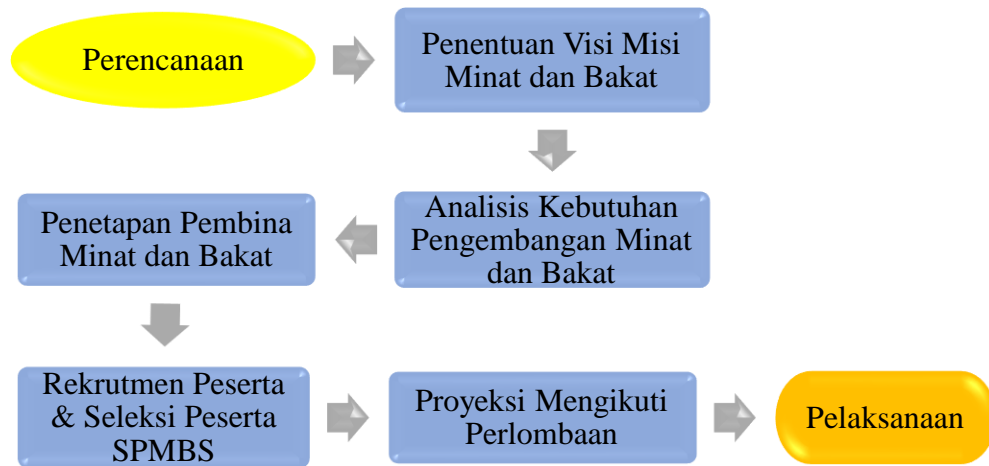 Perencanaan
Penentuan Visi Misi
Minat dan Bakat
Analisis Kebutuhan
Pengembangan Minat
dan Bakat
Penetapan Pembina
Minat dan Bakat
Rekrutmen Peserta
& Seleksi Peserta
SPMBS
Proyeksi Mengikuti
Perlombaan
Pelaksanaan